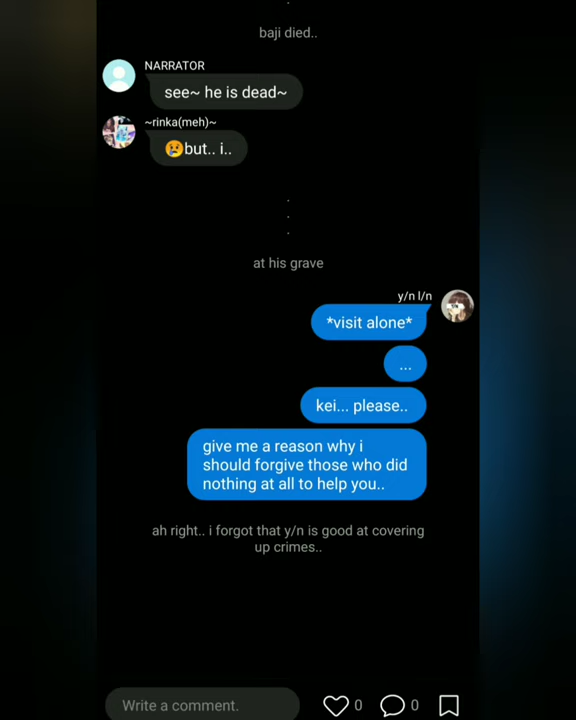 baji died..
NARRATOR
see~ he is dead~
~rinka(meh)~
😢but.. i..
.
.
.
at his grave
y/n l/n
*visit alone*
...
kei... please..
give me a reason why i
should forgive those who did
nothing at all to help you..
ah right.. i forgot that y/n is good at covering
up crimes..
Write a comment.
0
0